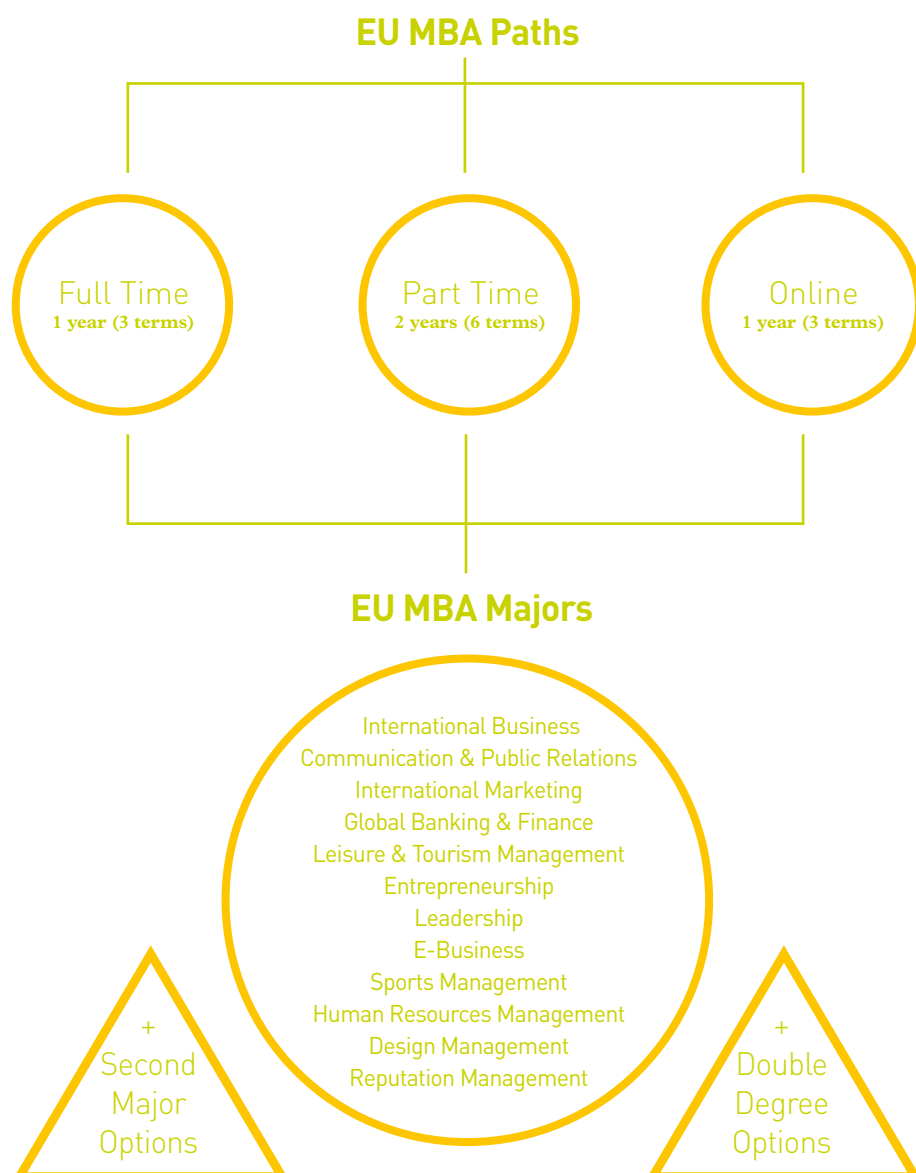 EU MBA Paths
Full Time
1 year (3 terms)
Part Time
2 years (6 terms)
Online
1 year (3 terms)
EU MBA Majors
International Business
Communication & Public Relations
International Marketing
Global Banking & Finance
Leisure & Tourism Management
Entrepreneurship
Leadership
E-Business
Sports Management
Human Resources Management
Design Management
Reputation Management
+
Second
Major
Options
+
Double
Degree
Options